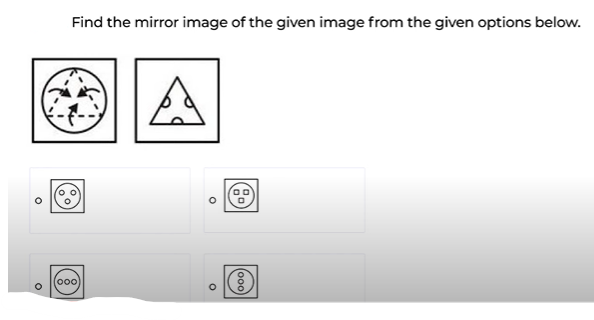 Find the mirror image of the given image from the given options below.